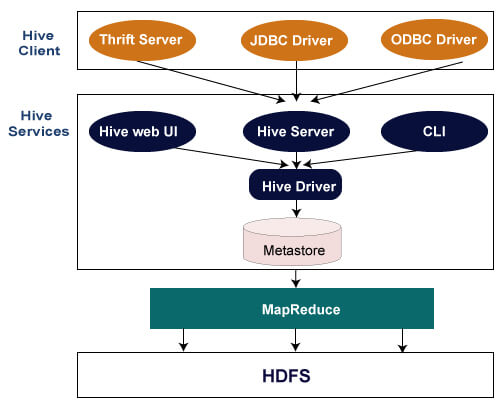 Hive
Client
Thrift Server
JDBC Driver
ODBC Driver
Hive
Services
Hive web UI
Hive Server
CLI
Hive Driver
Metastore
MapReduce
HDFS